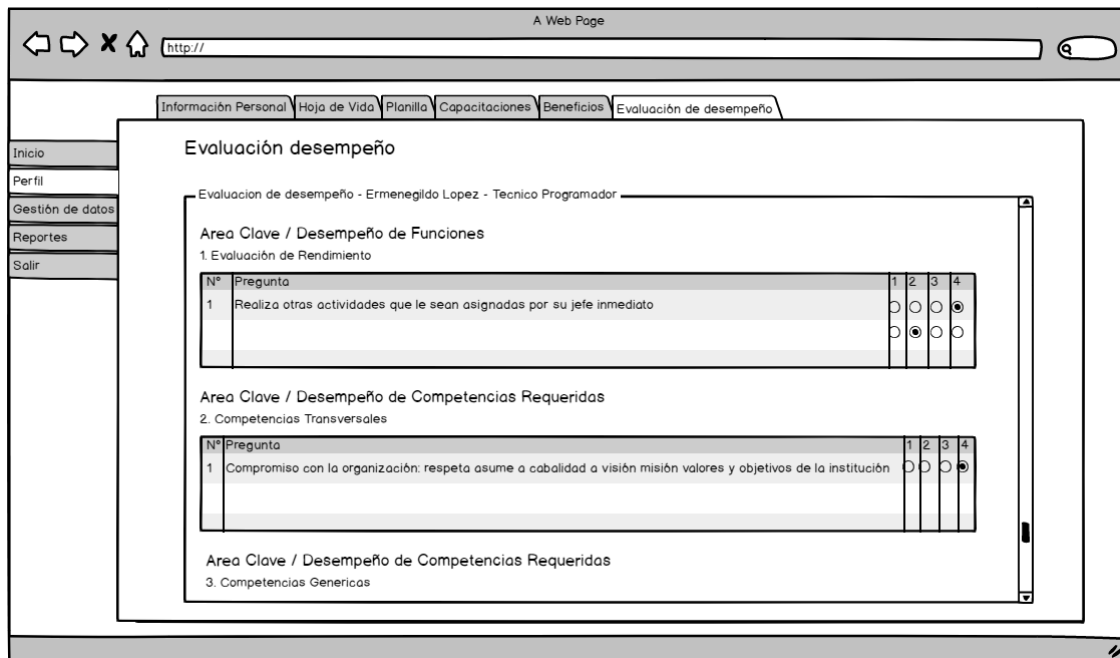 A Web Page
http://
Información Personal Hoja de Vida Planilla Capacitaciones Beneficios Evaluación de desempeño
Inicio
Perfil
Gestión de datos
Reportes
Salir
Evaluación desempeño
Evaluacion de desempeño - Ermenegildo Lopez - Tecnico Programador
Area Clave / Desempeño de Funciones
1. Evaluación de Rendimiento
Nº Pregunta 1 2 3 4
1 Realiza otras actividades que le sean asignadas por su jefe inmediato
Area Clave / Desempeño de Competencias Requeridas
2. Competencias Transversales
Nº Pregunta 1 2 3 4
1 Compromiso con la organización: respeta asume a cabalidad a visión misión valores y objetivos de la institución
Area Clave / Desempeño de Competencias Requeridas
3. Competencias Genericas